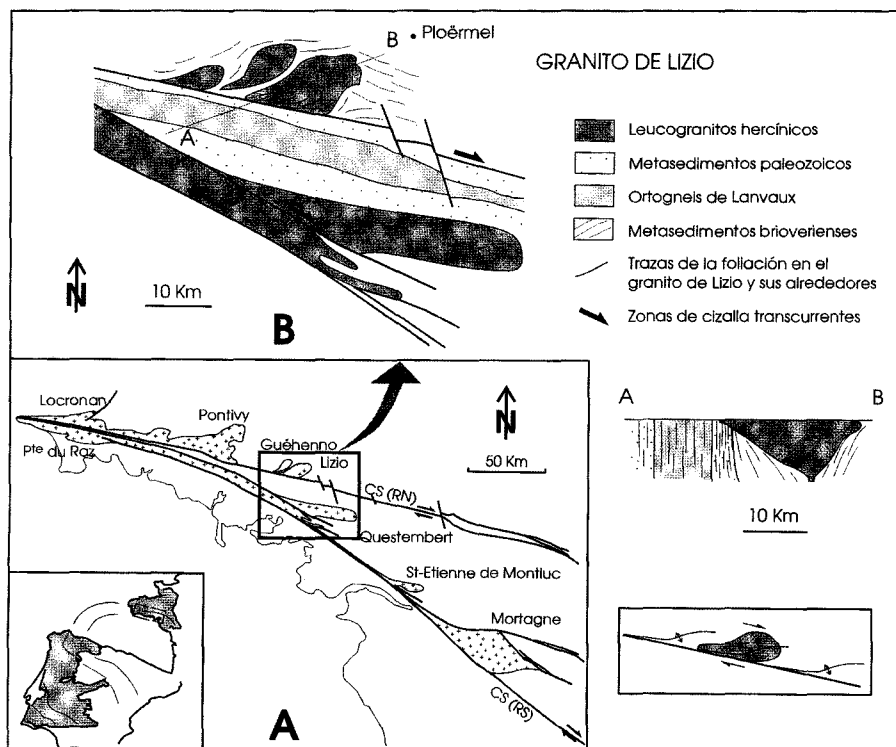 B
Ploërmel
A
N
10 Km
B
GRANITO DE LIZIO
Leucogranitos hercínicos
Metasedimentos paleozoicos
Ortogneis de Lanvaux
Metasedimentos brioverienses
Trazas de la foliación en el
granito de Lizio y sus alrededores
Zonas de cizalla transcurrentes
Locronan
Pontivy
Pte du Raz
Guéhenno
Lizio
N
50 Km
CS (RN)
Questembert
St-Etienne de Montluc
Mortagne
CS (RS)
A
A
B
10 Km